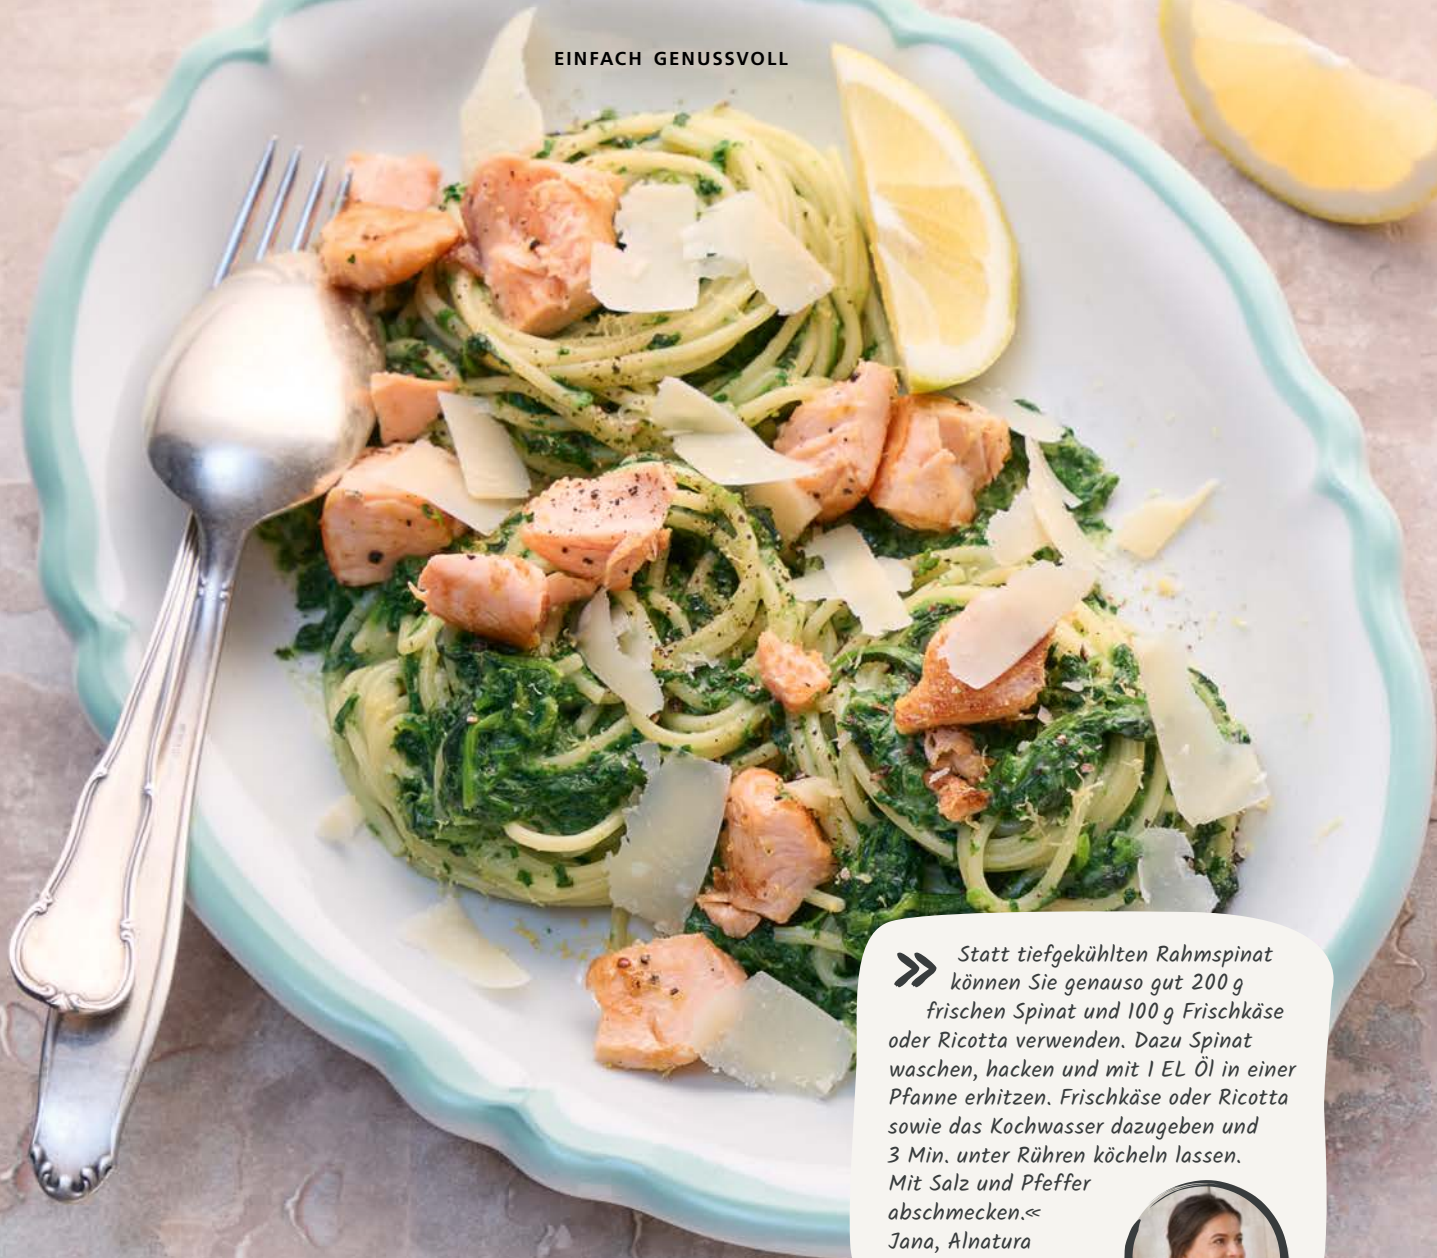 EINFACH GENUSSVOLL
» Statt tiefgekühlten Rahmspinat
können Sie genauso gut 200 g
frischen Spinat und 100 g Frischkäse
oder Ricotta verwenden. Dazu Spinat
waschen, hacken und mit 1 EL Öl in einer
Pfanne erhitzen. Frischkäse oder Ricotta
sowie das Kochwasser dazugeben und
3 Min. unter Rühren köcheln lassen.
Mit Salz und Pfeffer
abschmecken.«
Jana, Alnatura